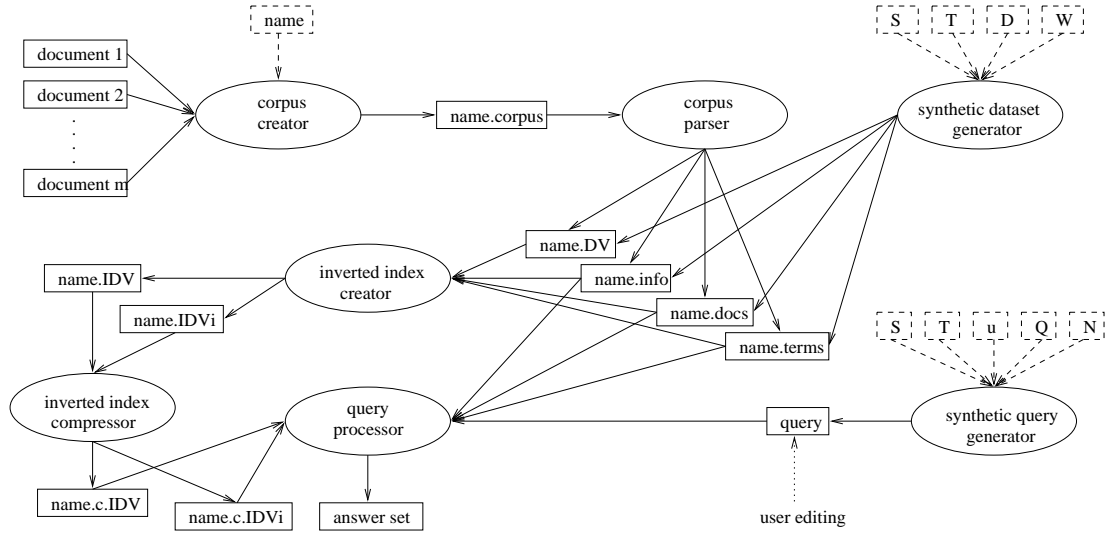 name
S T D W
document 1
document 2
.
.
.
document m
corpus
creator
name.corpus
corpus
parser
synthetic dataset
generator
name.DV
name.info
name.docs
name.terms
name.IDV
name.IDVi
inverted index
creator
S T u Q N
inverted index
compressor
query
processor
query
synthetic query
generator
name.c.IDV
name.c.IDVi
answer set
user editing